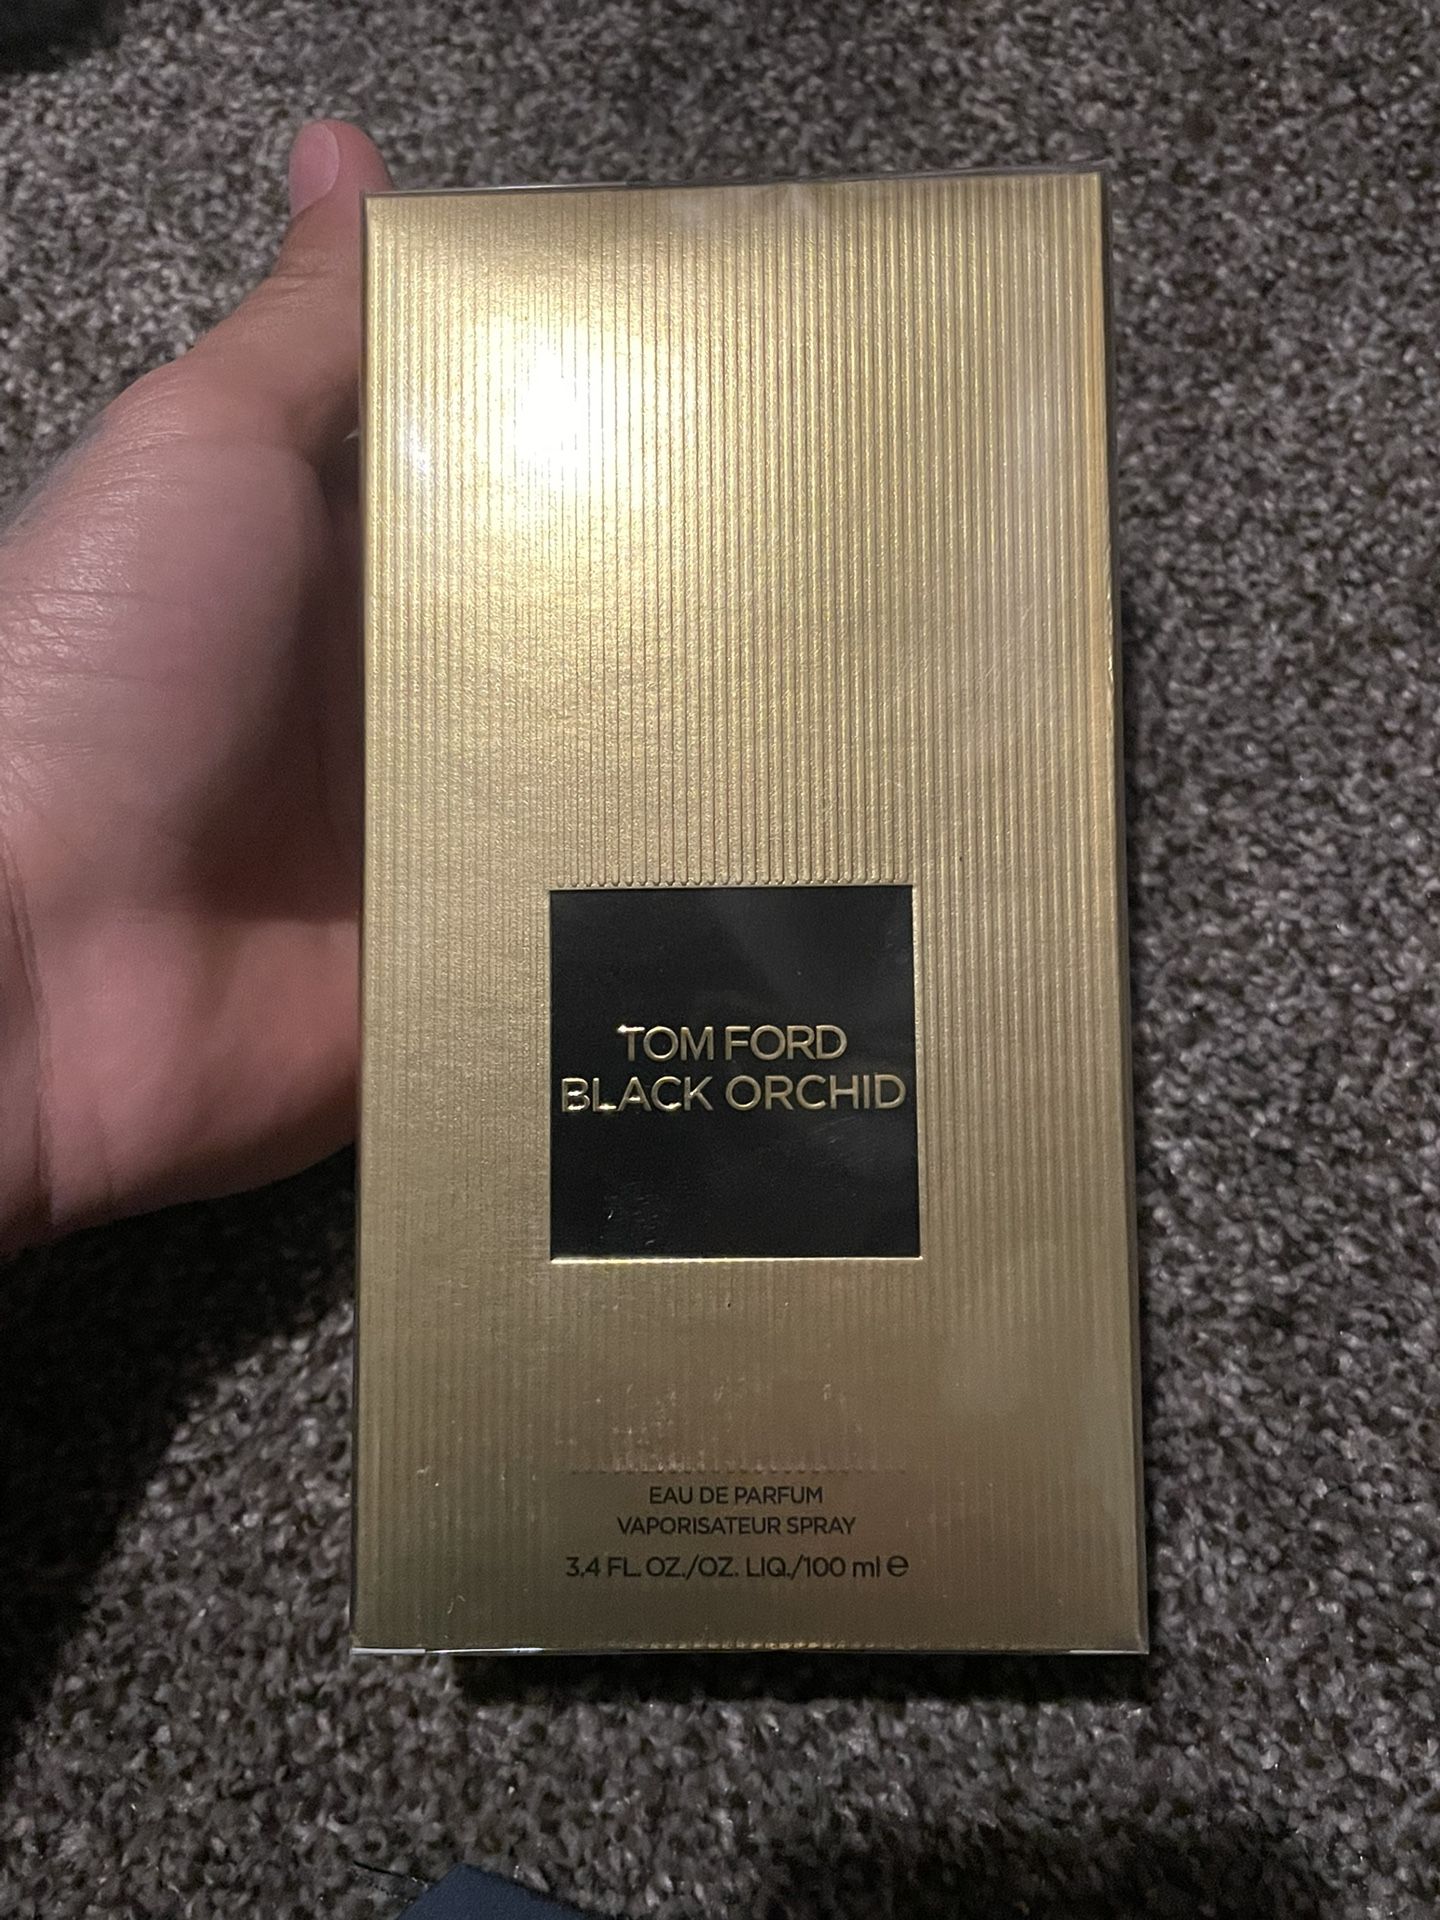 TOM FORD
BLACK ORCHID
EAU DE PARFUM
VAPORISATEUR SPRAY
3.4 FL. OZ./OZ. LIQ./100 ml ℮